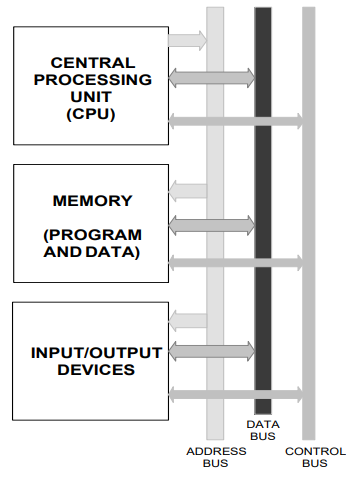 CENTRAL
PROCESSING
UNIT
(CPU)
MEMORY
(PROGRAM
AND DATA)
INPUT/OUTPUT
DEVICES
ADDRESS
BUS
DATA
BUS
CONTROL
BUS